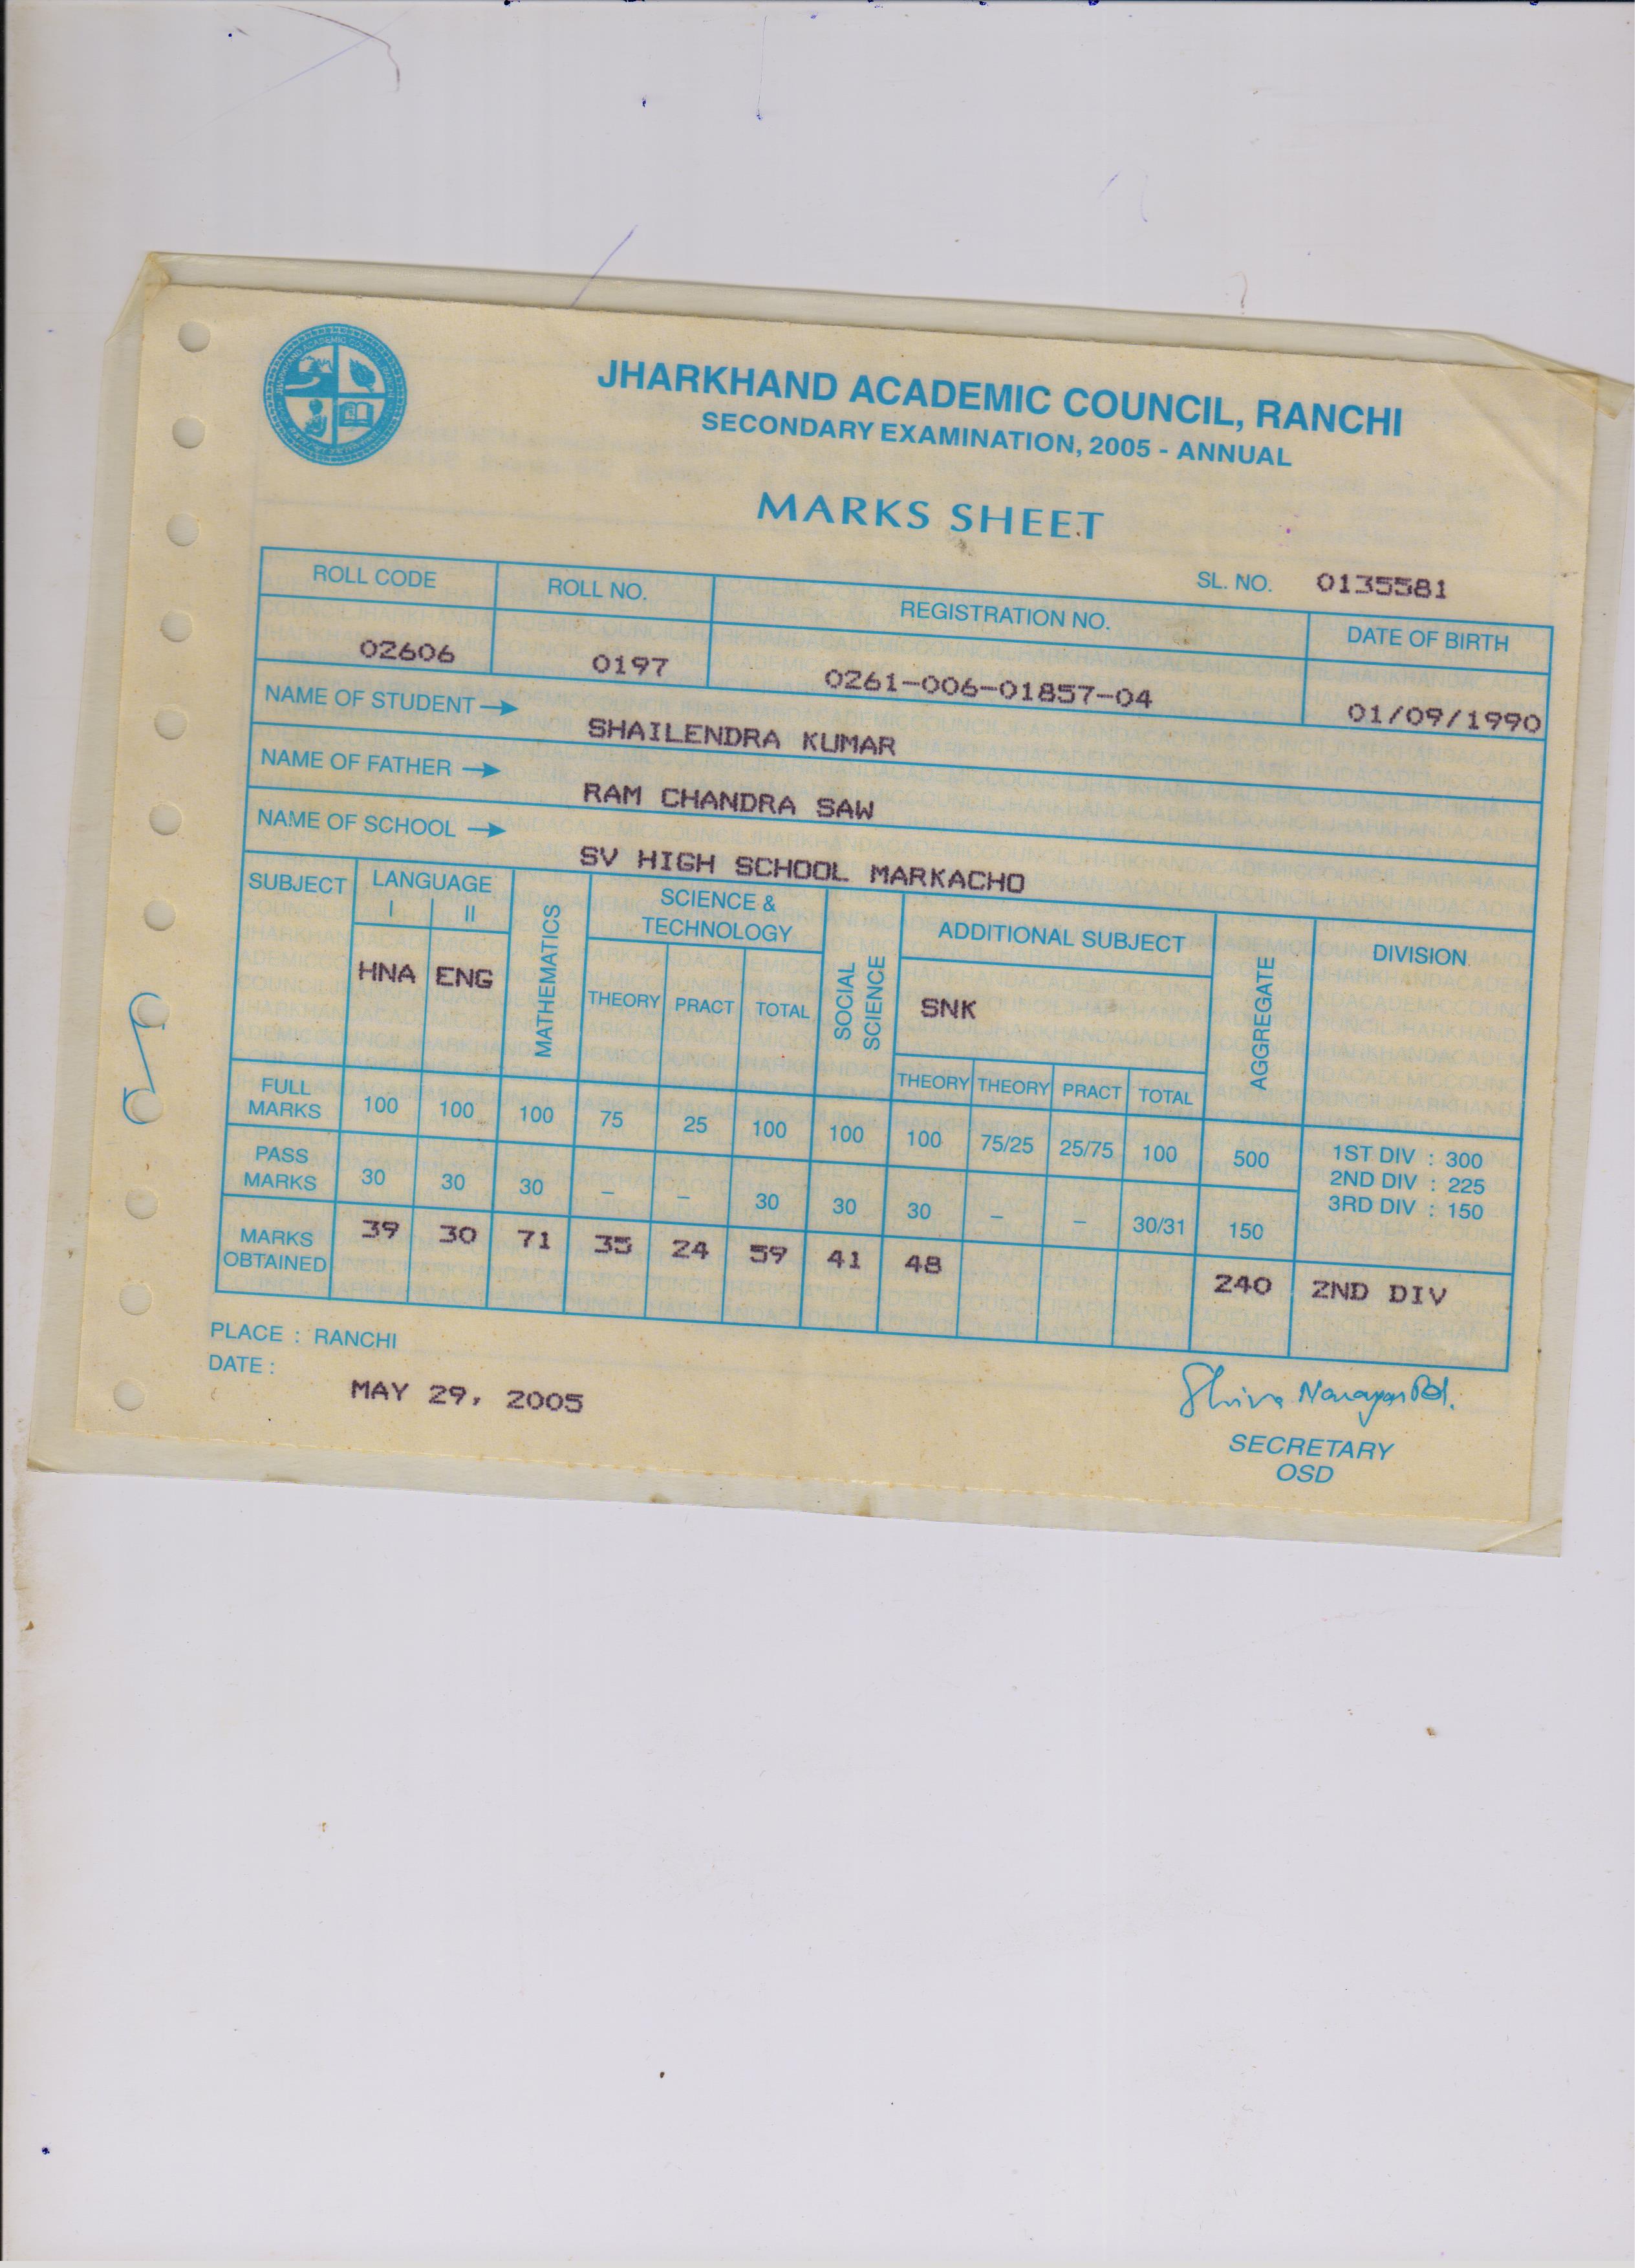 JHARKHAND ACADEMIC COUNCIL, RANCHI
SECONDARY EXAMINATION, 2005 - ANNUAL
MARKS SHEET
SL. NO. 0135581
ROLL CODE ROLL NO. REGISTRATION NO. DATE OF BIRTH
02606 0197 0261-006-01857-04 01/09/1990
NAME OF STUDENT → SHAILENDRA KUMAR
NAME OF FATHER → RAM CHANDRA SAW
NAME OF SCHOOL → SV HIGH SCHOOL MARKACHO
SUBJECT LANGUAGE MATHEMATICS SCIENCE & TECHNOLOGY SOCIAL SCIENCE ADDITIONAL SUBJECT AGGREGATE DIVISION
I II
HNA ENG THEORY PRACT TOTAL SNK
THEORY THEORY PRACT TOTAL
FULL MARKS 100 100 100 75 25 100 100 100 75/25 25/75 100 500 1ST DIV : 300
2ND DIV : 225
3RD DIV : 150
PASS MARKS 30 30 30 – – 30 30 30 – – 30/31 150
MARKS OBTAINED 39 30 71 35 24 59 41 48 240 2ND DIV
PLACE : RANCHI
DATE : MAY 29, 2005
Shiva Narayan Pd.
SECRETARY
OSD